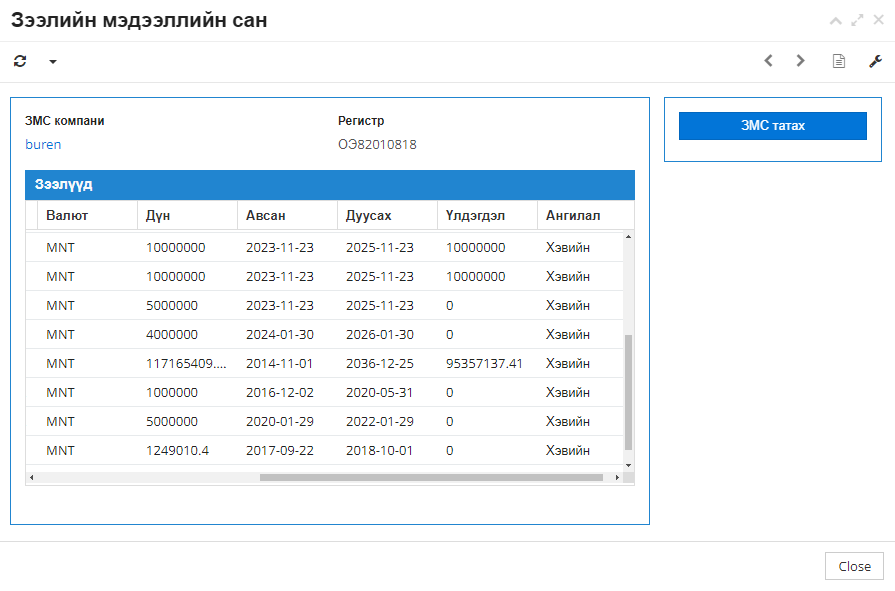 Зээлийн мэдээллийн сан
ЗМС компани Регистр
buren ОЭ82010818
ЗМС татах
Зээлүүд
Валют Дүн Авсан Дуусах Үлдэгдэл Ангилал
MNT 10000000 2023-11-23 2025-11-23 10000000 Хэвийн
MNT 10000000 2023-11-23 2025-11-23 10000000 Хэвийн
MNT 5000000 2023-11-23 2025-11-23 0 Хэвийн
MNT 4000000 2024-01-30 2026-01-30 0 Хэвийн
MNT 117165409.... 2014-11-01 2036-12-25 95357137.41 Хэвийн
MNT 1000000 2016-12-02 2020-05-31 0 Хэвийн
MNT 5000000 2020-01-29 2022-01-29 0 Хэвийн
MNT 1249010.4 2017-09-22 2018-10-01 0 Хэвийн
Close